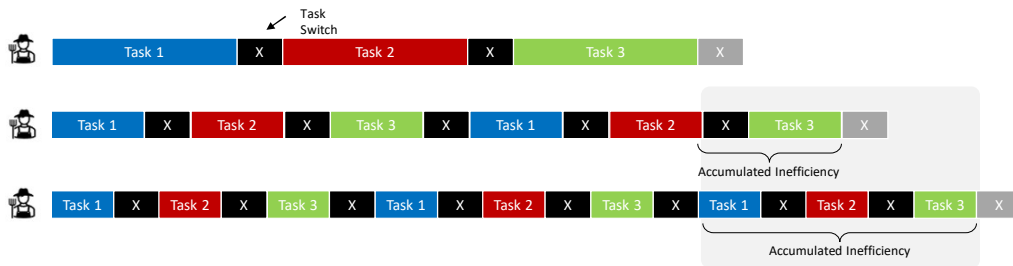 Task
Switch
Task 1 X Task 2 X Task 3 X
Task 1 X Task 2 X Task 3 X Task 1 X Task 2 X Task 3 X
Accumulated Inefficiency
Task 1 X Task 2 X Task 3 X Task 1 X Task 2 X Task 3 X Task 1 X Task 2 X Task 3 X
Accumulated Inefficiency